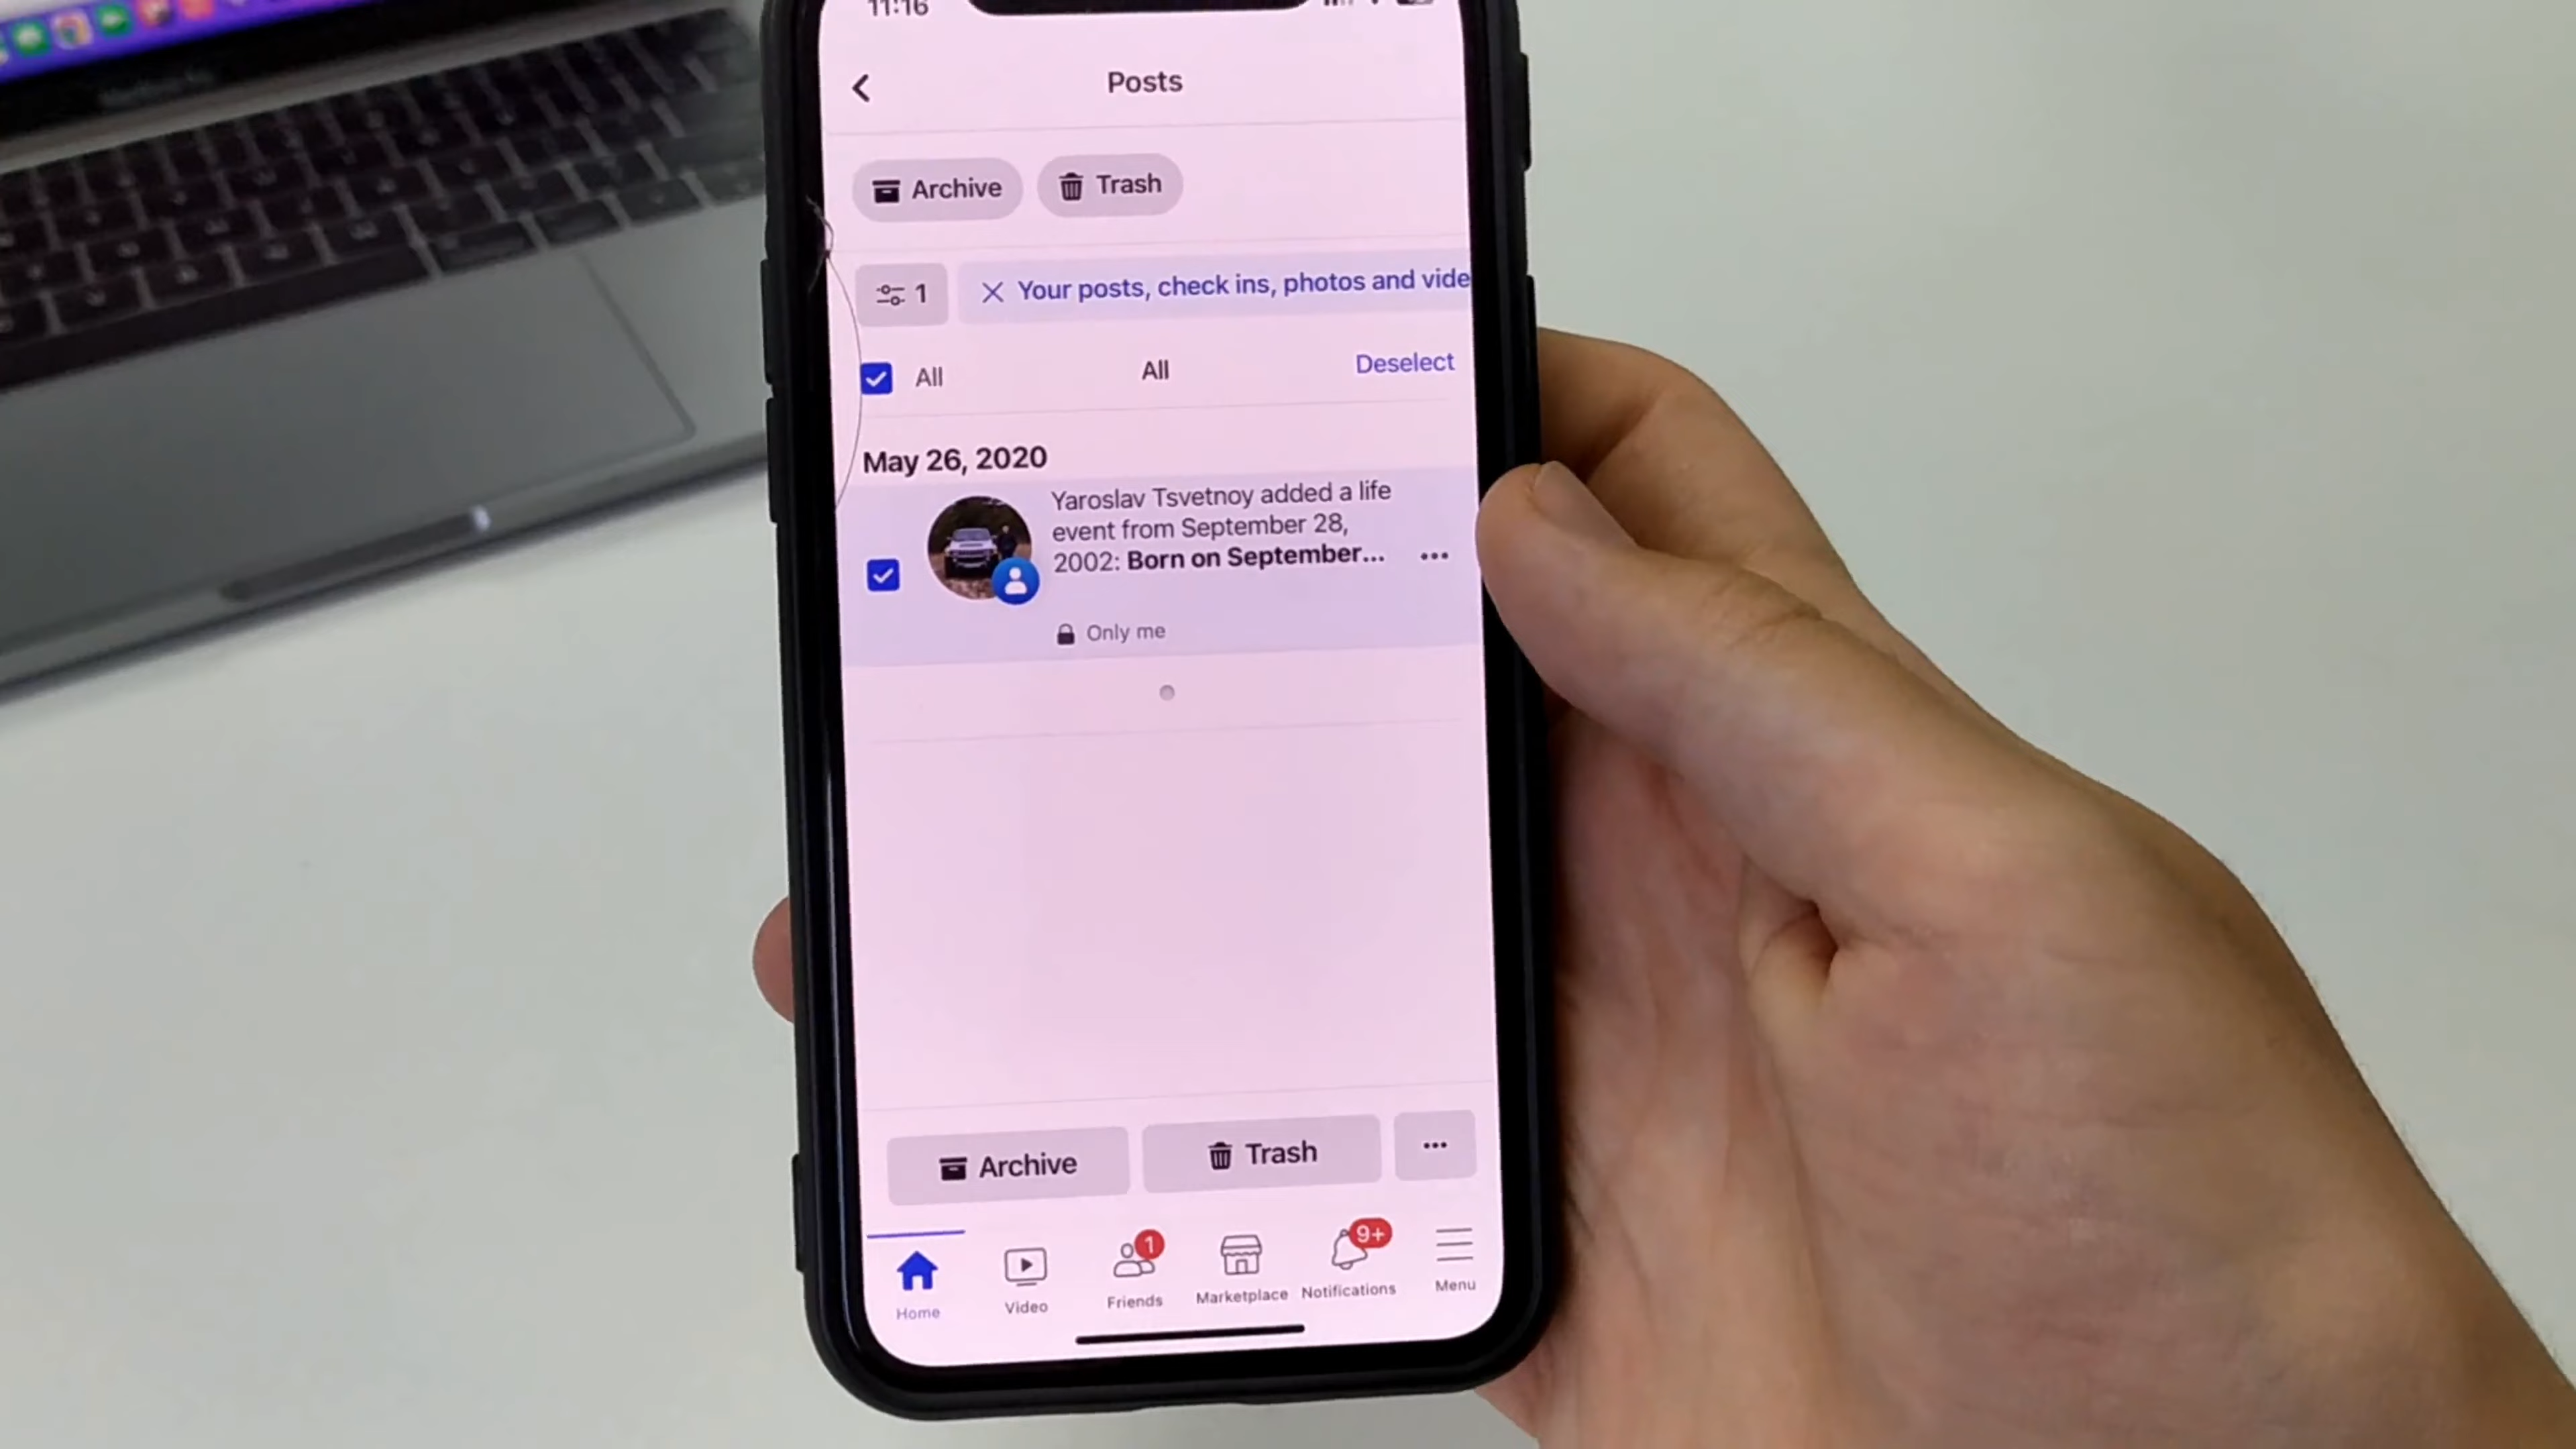 11:16
Posts
Archive
Trash
1
Your posts, check ins, photos and vide
All
All
Deselect
May 26, 2020
Yaroslav Tsvetnoy added a life
event from September 28,
2002: Born on September...
Only me
Archive
Trash
1
9+
Home
Video
Friends
Marketplace
Notifications
Menu